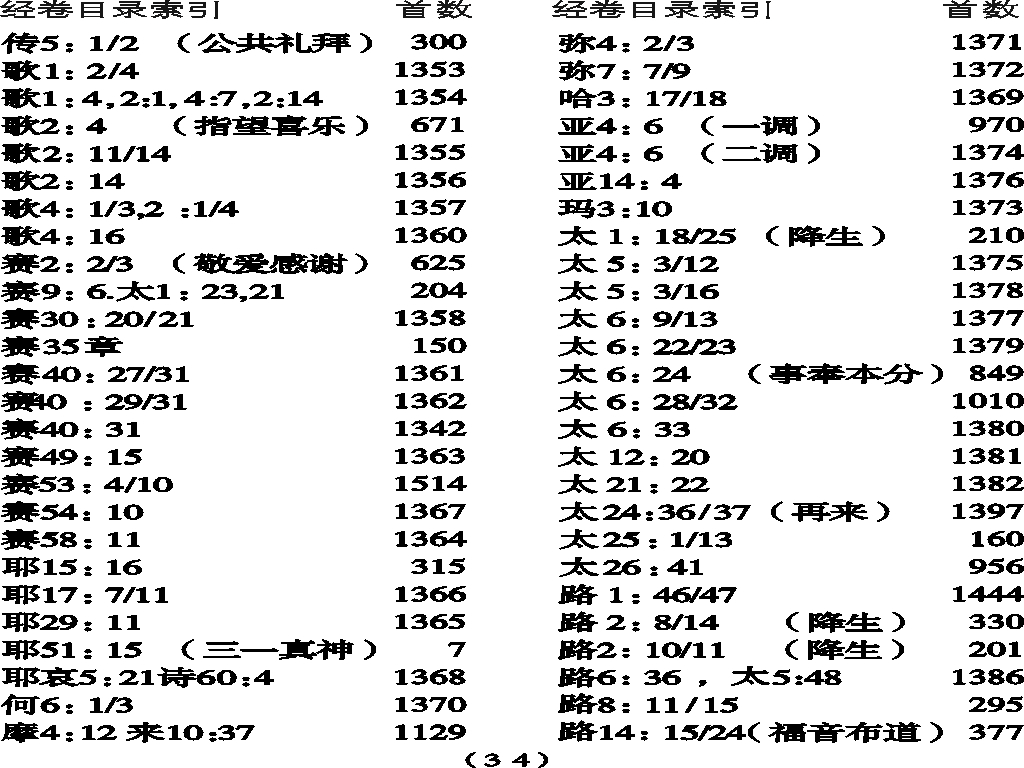 经卷目录索引 首数
传5：1/2 （公共礼拜） 300
歌1：2/4 1353
歌1：4,2:1,4:7,2:14 1354
歌2：4 （指望喜乐） 671
歌2：11/14 1355
歌2：14 1356
歌4：1/3,2 :1/4 1357
歌4：16 1360
赛2：2/3 （敬爱感谢） 625
赛9：6.太1：23,21 204
赛30：20/21 1358
赛35章 150
赛40：27/31 1361
赛40 ：29/31 1362
赛40：31 1342
赛49：15 1363
赛53：4/10 1514
赛54：10 1367
赛58：11 1364
耶15：16 315
耶17：7/11 1366
耶29：11 1365
耶51：15 （三一真神） 7
耶哀5:21诗60:4 1368
何6：1/3 1370
摩4:12 来10:37 1129
经卷目录索引 首数
弥4：2/3 1371
弥7：7/9 1372
哈3：17/18 1369
亚4：6 （一调） 970
亚4：6 （二调） 1374
亚14：4 1376
玛3:10 1373
太 1：18/25 （降生） 210
太 5：3/12 1375
太 5：3/16 1378
太 6：9/13 1377
太 6：22/23 1379
太 6：24 （事奉本分） 849
太 6：28/32 1010
太 6：33 1380
太 12：20 1381
太 21：22 1382
太24:36/37（再来） 1397
太25：1/13 160
太26:41 956
路 1：46/47 1444
路 2：8/14 （降生） 330
路2：10/11 （降生） 201
路6：36 ，太5:48 1386
路8：11/15 295
路14：15/24（福音布道） 377
（3 4）